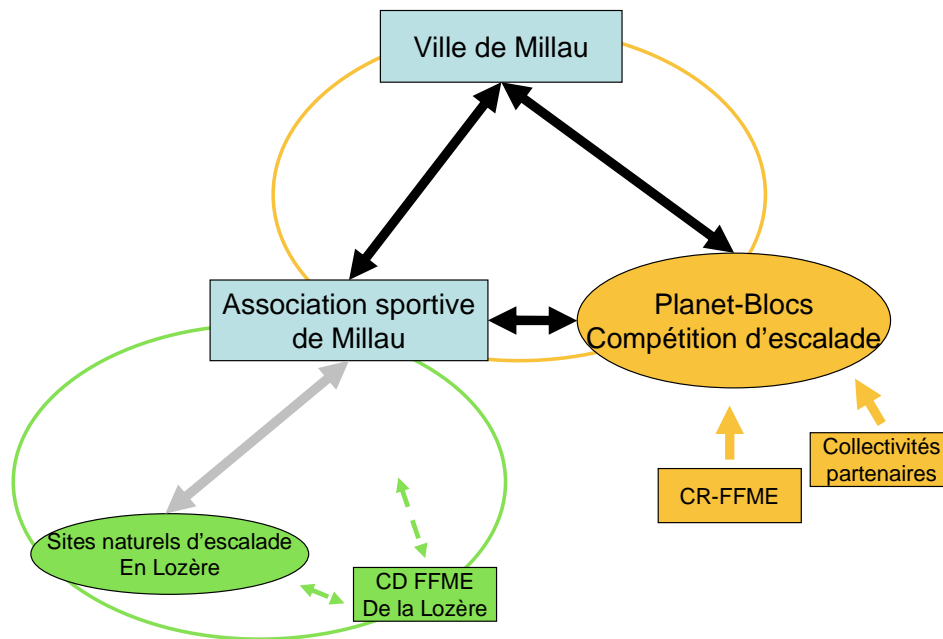 Ville de Millau
Association sportive
de Millau
Planet-Blocs
Compétition d'escalade
Collectivités
partenaires
CR-FFME
Sites naturels d'escalade
En Lozère
CD FFME
De la Lozère